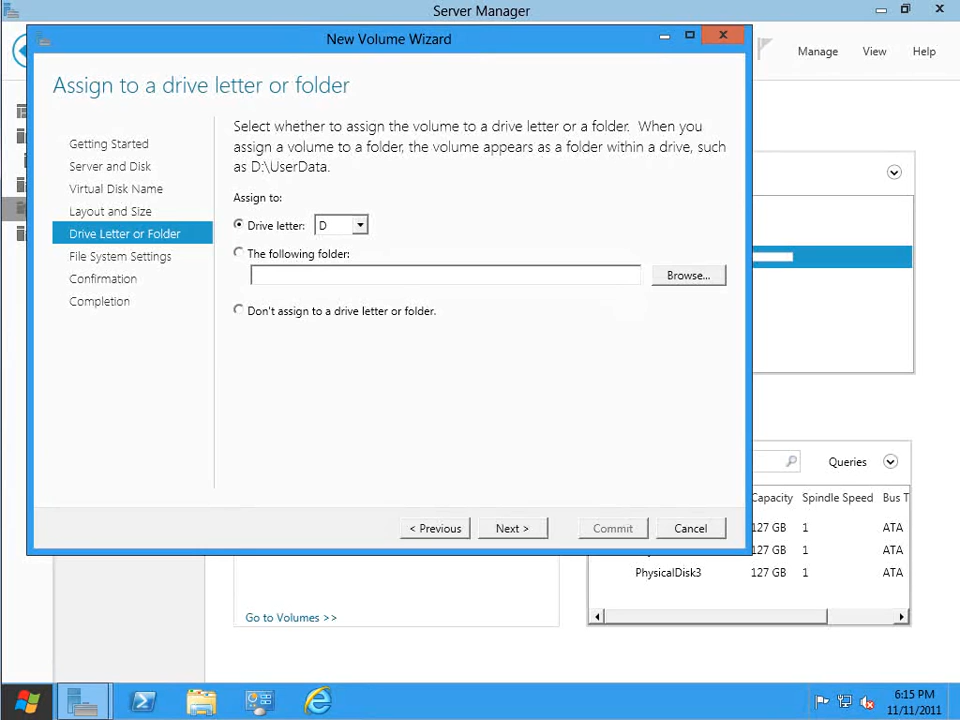 Server Manager
New Volume Wizard
Manage View Help
Assign to a drive letter or folder
Getting Started
Server and Disk
Virtual Disk Name
Layout and Size
Drive Letter or Folder
File System Settings
Confirmation
Completion
Select whether to assign the volume to a drive letter or a folder. When you
assign a volume to a folder, the volume appears as a folder within a drive, such
as D:\UserData.
Assign to:
Drive letter: D
The following folder:
Browse...
Don't assign to a drive letter or folder.
< Previous Next > Commit Cancel
Queries
Capacity Spindle Speed Bus T
127 GB 1 ATA
127 GB 1 ATA
PhysicalDisk3 127 GB 1 ATA
Go to Volumes >>
6:15 PM
11/11/2011